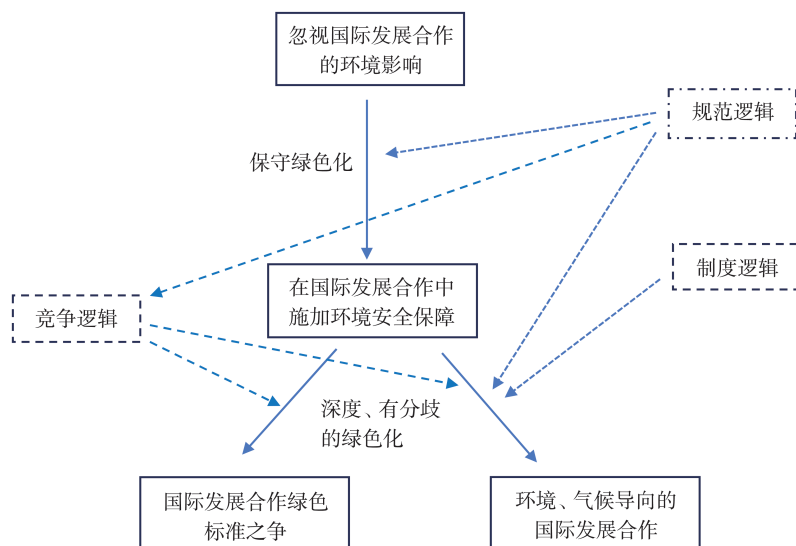 忽视国际发展合作
的环境影响
规范逻辑
保守绿色化
制度逻辑
在国际发展合作中
施加环境安全保障
竞争逻辑
深度、有分歧
的绿色化
国际发展合作绿色
标准之争
环境、气候导向的
国际发展合作